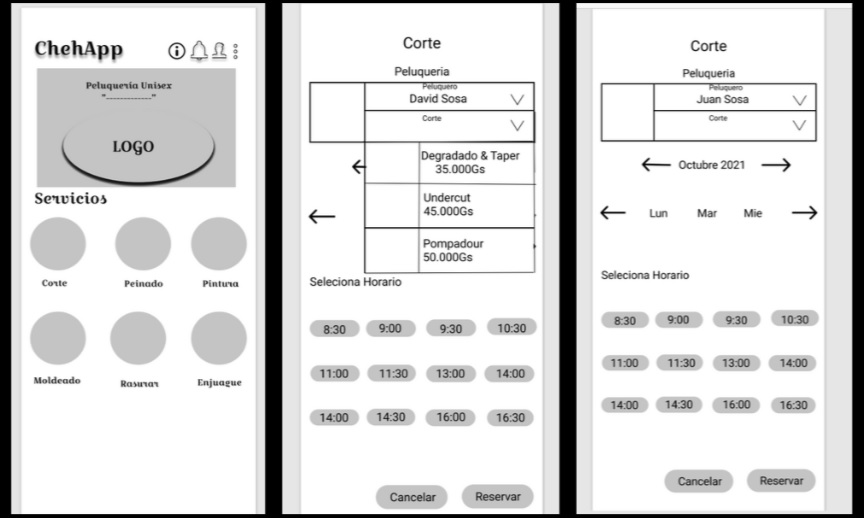 ChehApp
Peluqueria Unisex
"____________"
LOGO
Servicios
Corte Peinado Pintura
Moldeado Rasurar Enjuague
Corte
Peluqueria
Peluquero
David Sosa
Corte
Degradado & Taper
35.000Gs
Undercut
45.000Gs
Pompadour
50.000Gs
Selecciona Horario
8:30 9:00 9:30 10:30
11:00 11:30 13:00 14:00
14:00 14:30 16:00 16:30
Cancelar Reservar
Corte
Peluqueria
Peluquero
Juan Sosa
Corte
Octubre 2021
Lun Mar Mie
Selecciona Horario
8:30 9:00 9:30 10:30
11:00 11:30 13:00 14:00
14:00 14:30 16:00 16:30
Cancelar Reservar